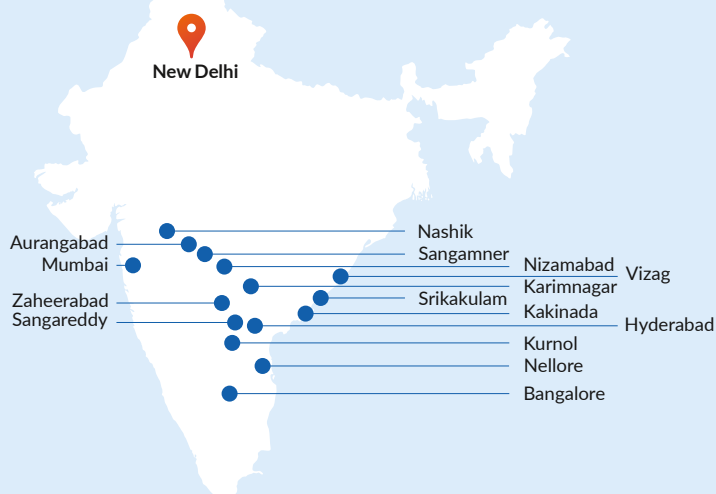 New Delhi
Nashik
Aurangabad
Sangamner
Mumbai
Nizamabad
Vizag
Karimnagar
Zaheerabad
Srikakulam
Kakinada
Sangareddy
Hyderabad
Kurnol
Nellore
Bangalore